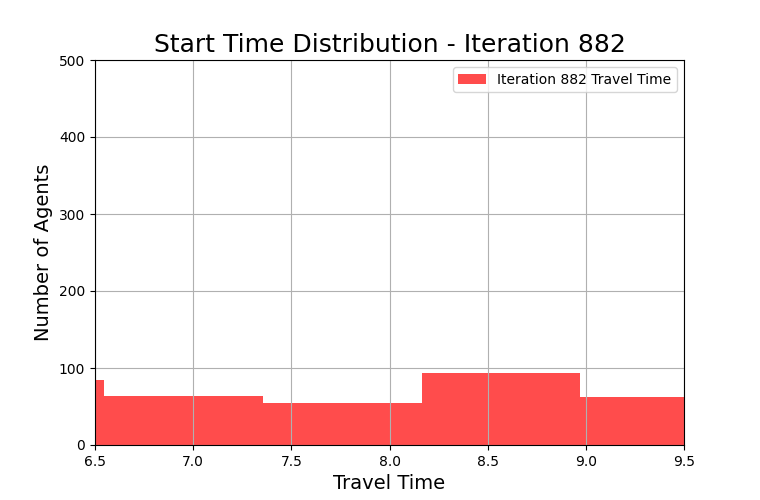 Start Time Distribution - Iteration 882
Iteration 882 Travel Time
Number of Agents
500
400
300
200
100
0
6.5 7.0 7.5 8.0 8.5 9.0 9.5
Travel Time